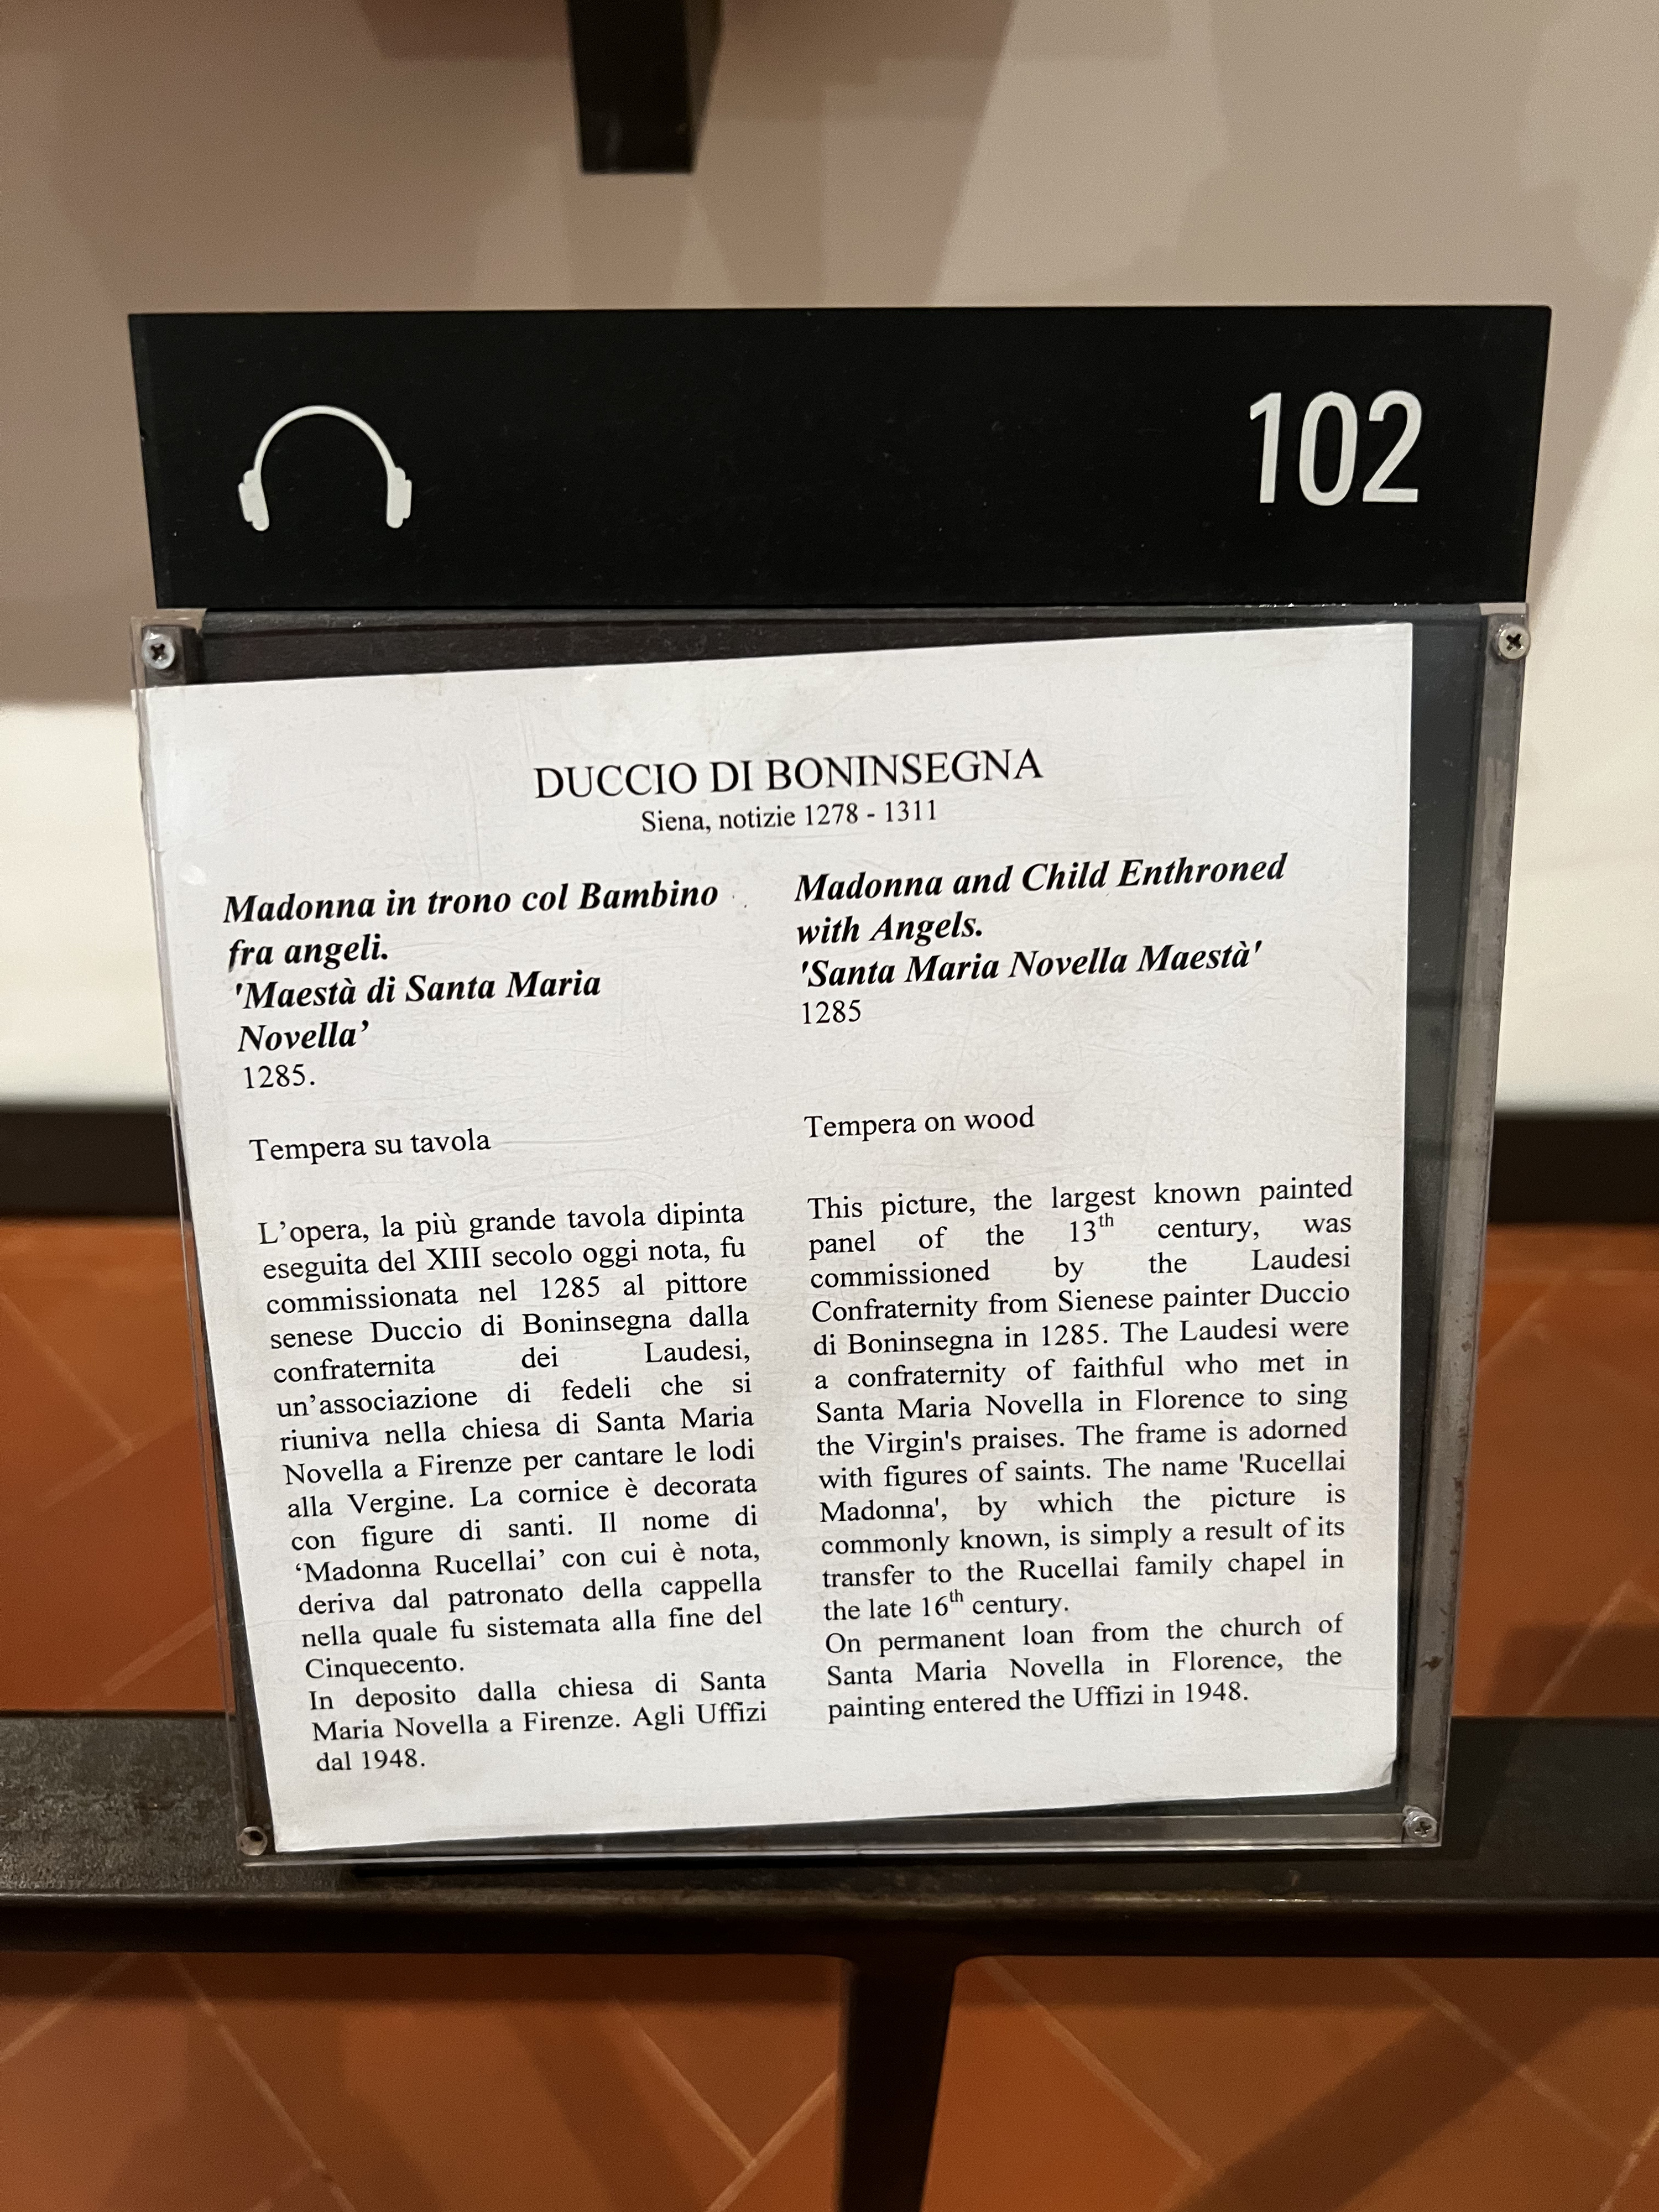 102
DUCCIO DI BONINSEGNA
Siena, notizie 1278 - 1311
Madonna in trono col Bambino
fra angeli.
'Maestà di Santa Maria
Novella’
1285.
Tempera su tavola
L’opera, la più grande tavola dipinta
eseguita del XIII secolo oggi nota, fu
commissionata nel 1285 al pittore
senese Duccio di Boninsegna dalla
confraternita dei Laudesi,
un’associazione di fedeli che si
riuniva nella chiesa di Santa Maria
Novella a Firenze per cantare le lodi
alla Vergine. La cornice è decorata
con figure di santi. Il nome di
‘Madonna Rucellai’ con cui è nota,
deriva dal patronato della cappella
nella quale fu sistemata alla fine del
Cinquecento.
In deposito dalla chiesa di Santa
Maria Novella a Firenze. Agli Uffizi
dal 1948.
Madonna and Child Enthroned
with Angels.
'Santa Maria Novella Maestà'
1285
Tempera on wood
This picture, the largest known painted
panel of the 13th century, was
commissioned by the Laudesi
Confraternity from Sienese painter Duccio
di Boninsegna in 1285. The Laudesi were
a confraternity of faithful who met in
Santa Maria Novella in Florence to sing
the Virgin's praises. The frame is adorned
with figures of saints. The name 'Rucellai
Madonna', by which the picture is
commonly known, is simply a result of its
transfer to the Rucellai family chapel in
the late 16th century.
On permanent loan from the church of
Santa Maria Novella in Florence, the
painting entered the Uffizi in 1948.